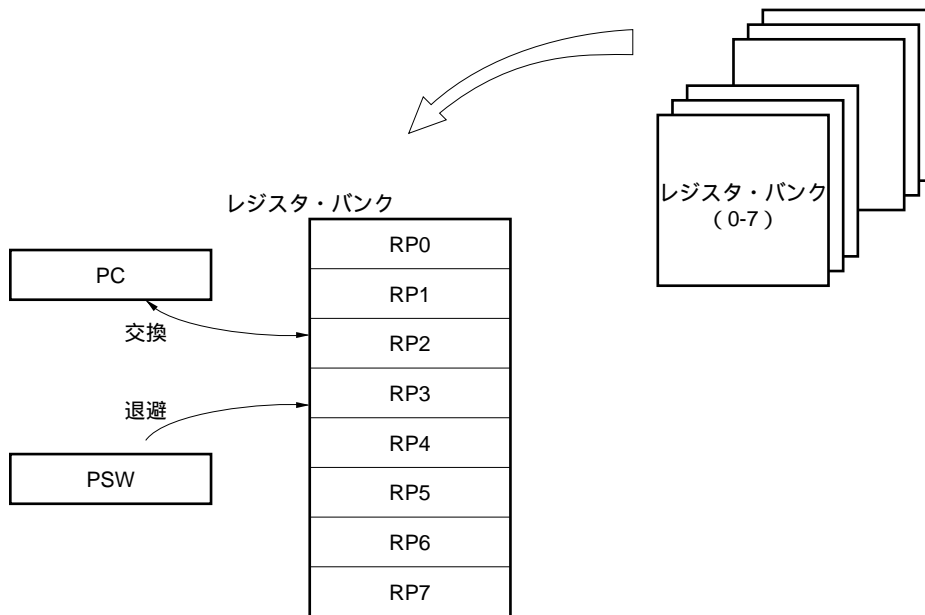 レジスタ・バンク
( 0-7 )
レジスタ・バンク
RP0
PC
RP1
交換
RP2
RP3
退避
RP4
PSW
RP5
RP6
RP7